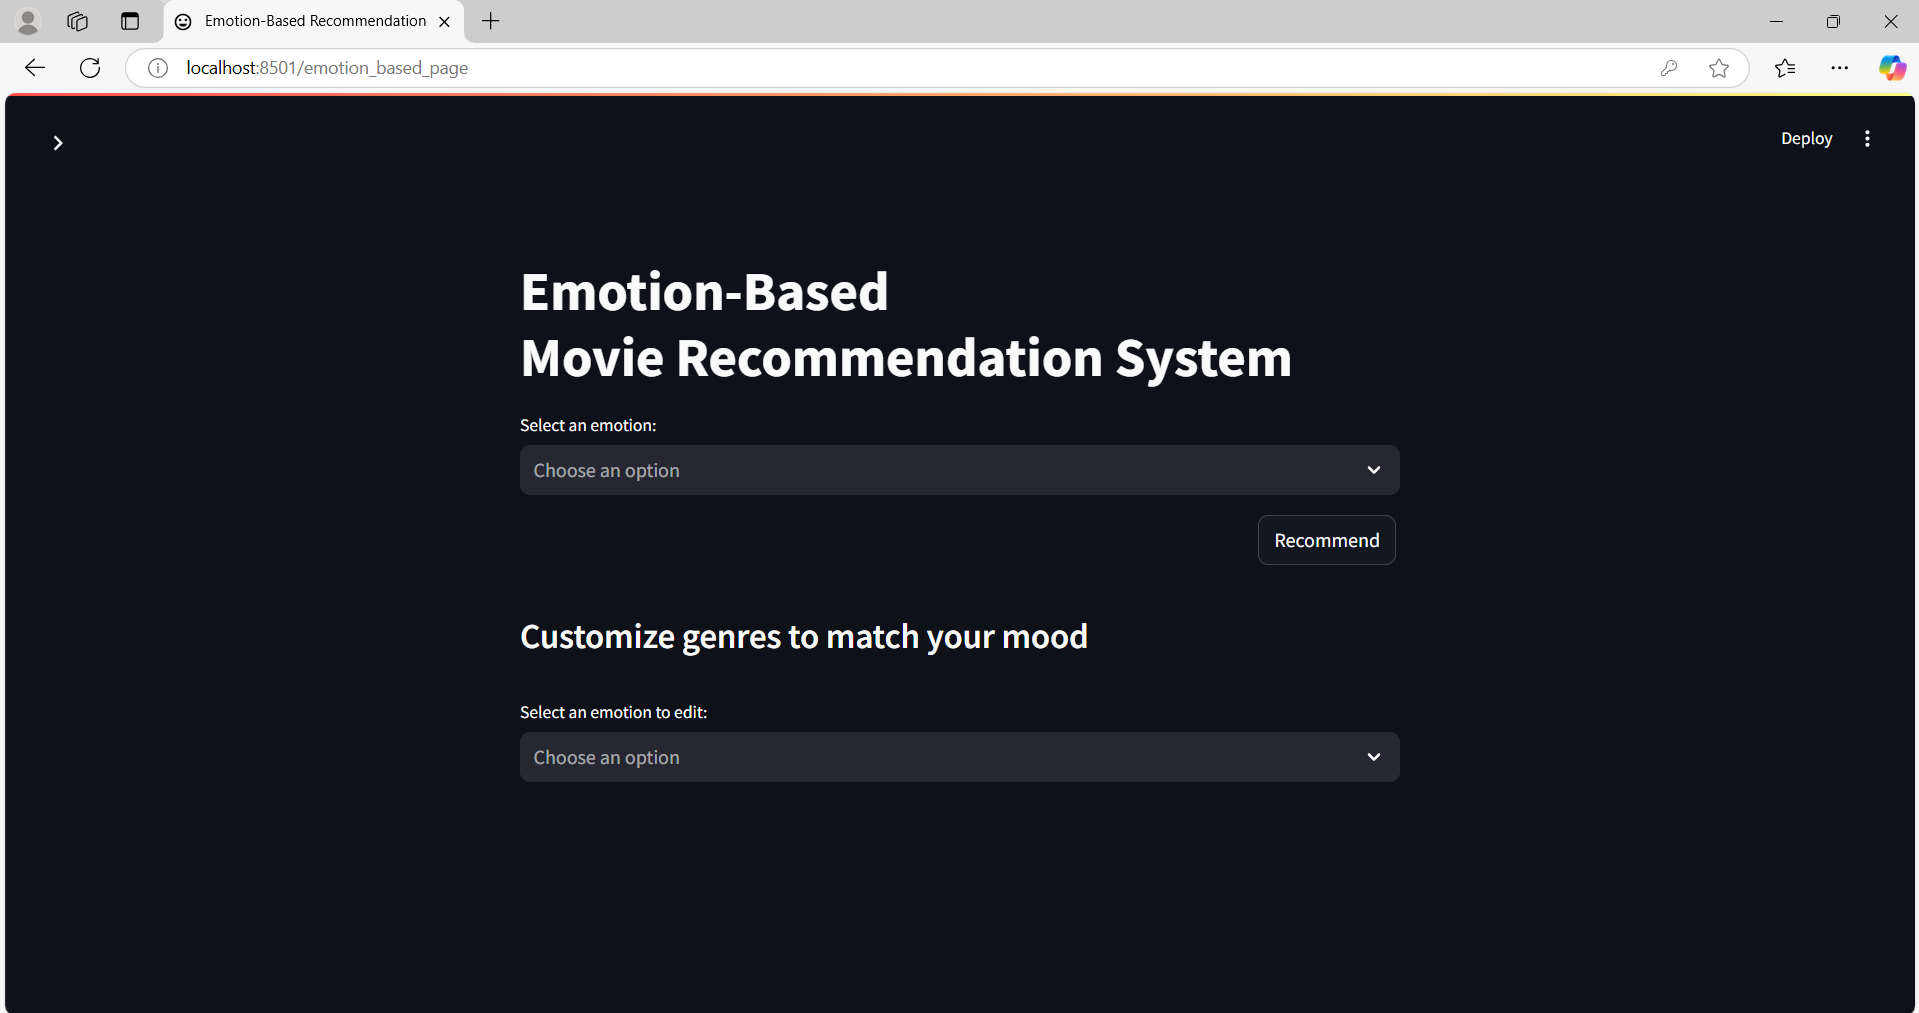 Emotion-Based Recommendation
localhost:8501/emotion_based_page
Deploy
Emotion-Based
Movie Recommendation System
Select an emotion:
Choose an option
Recommend
Customize genres to match your mood
Select an emotion to edit:
Choose an option